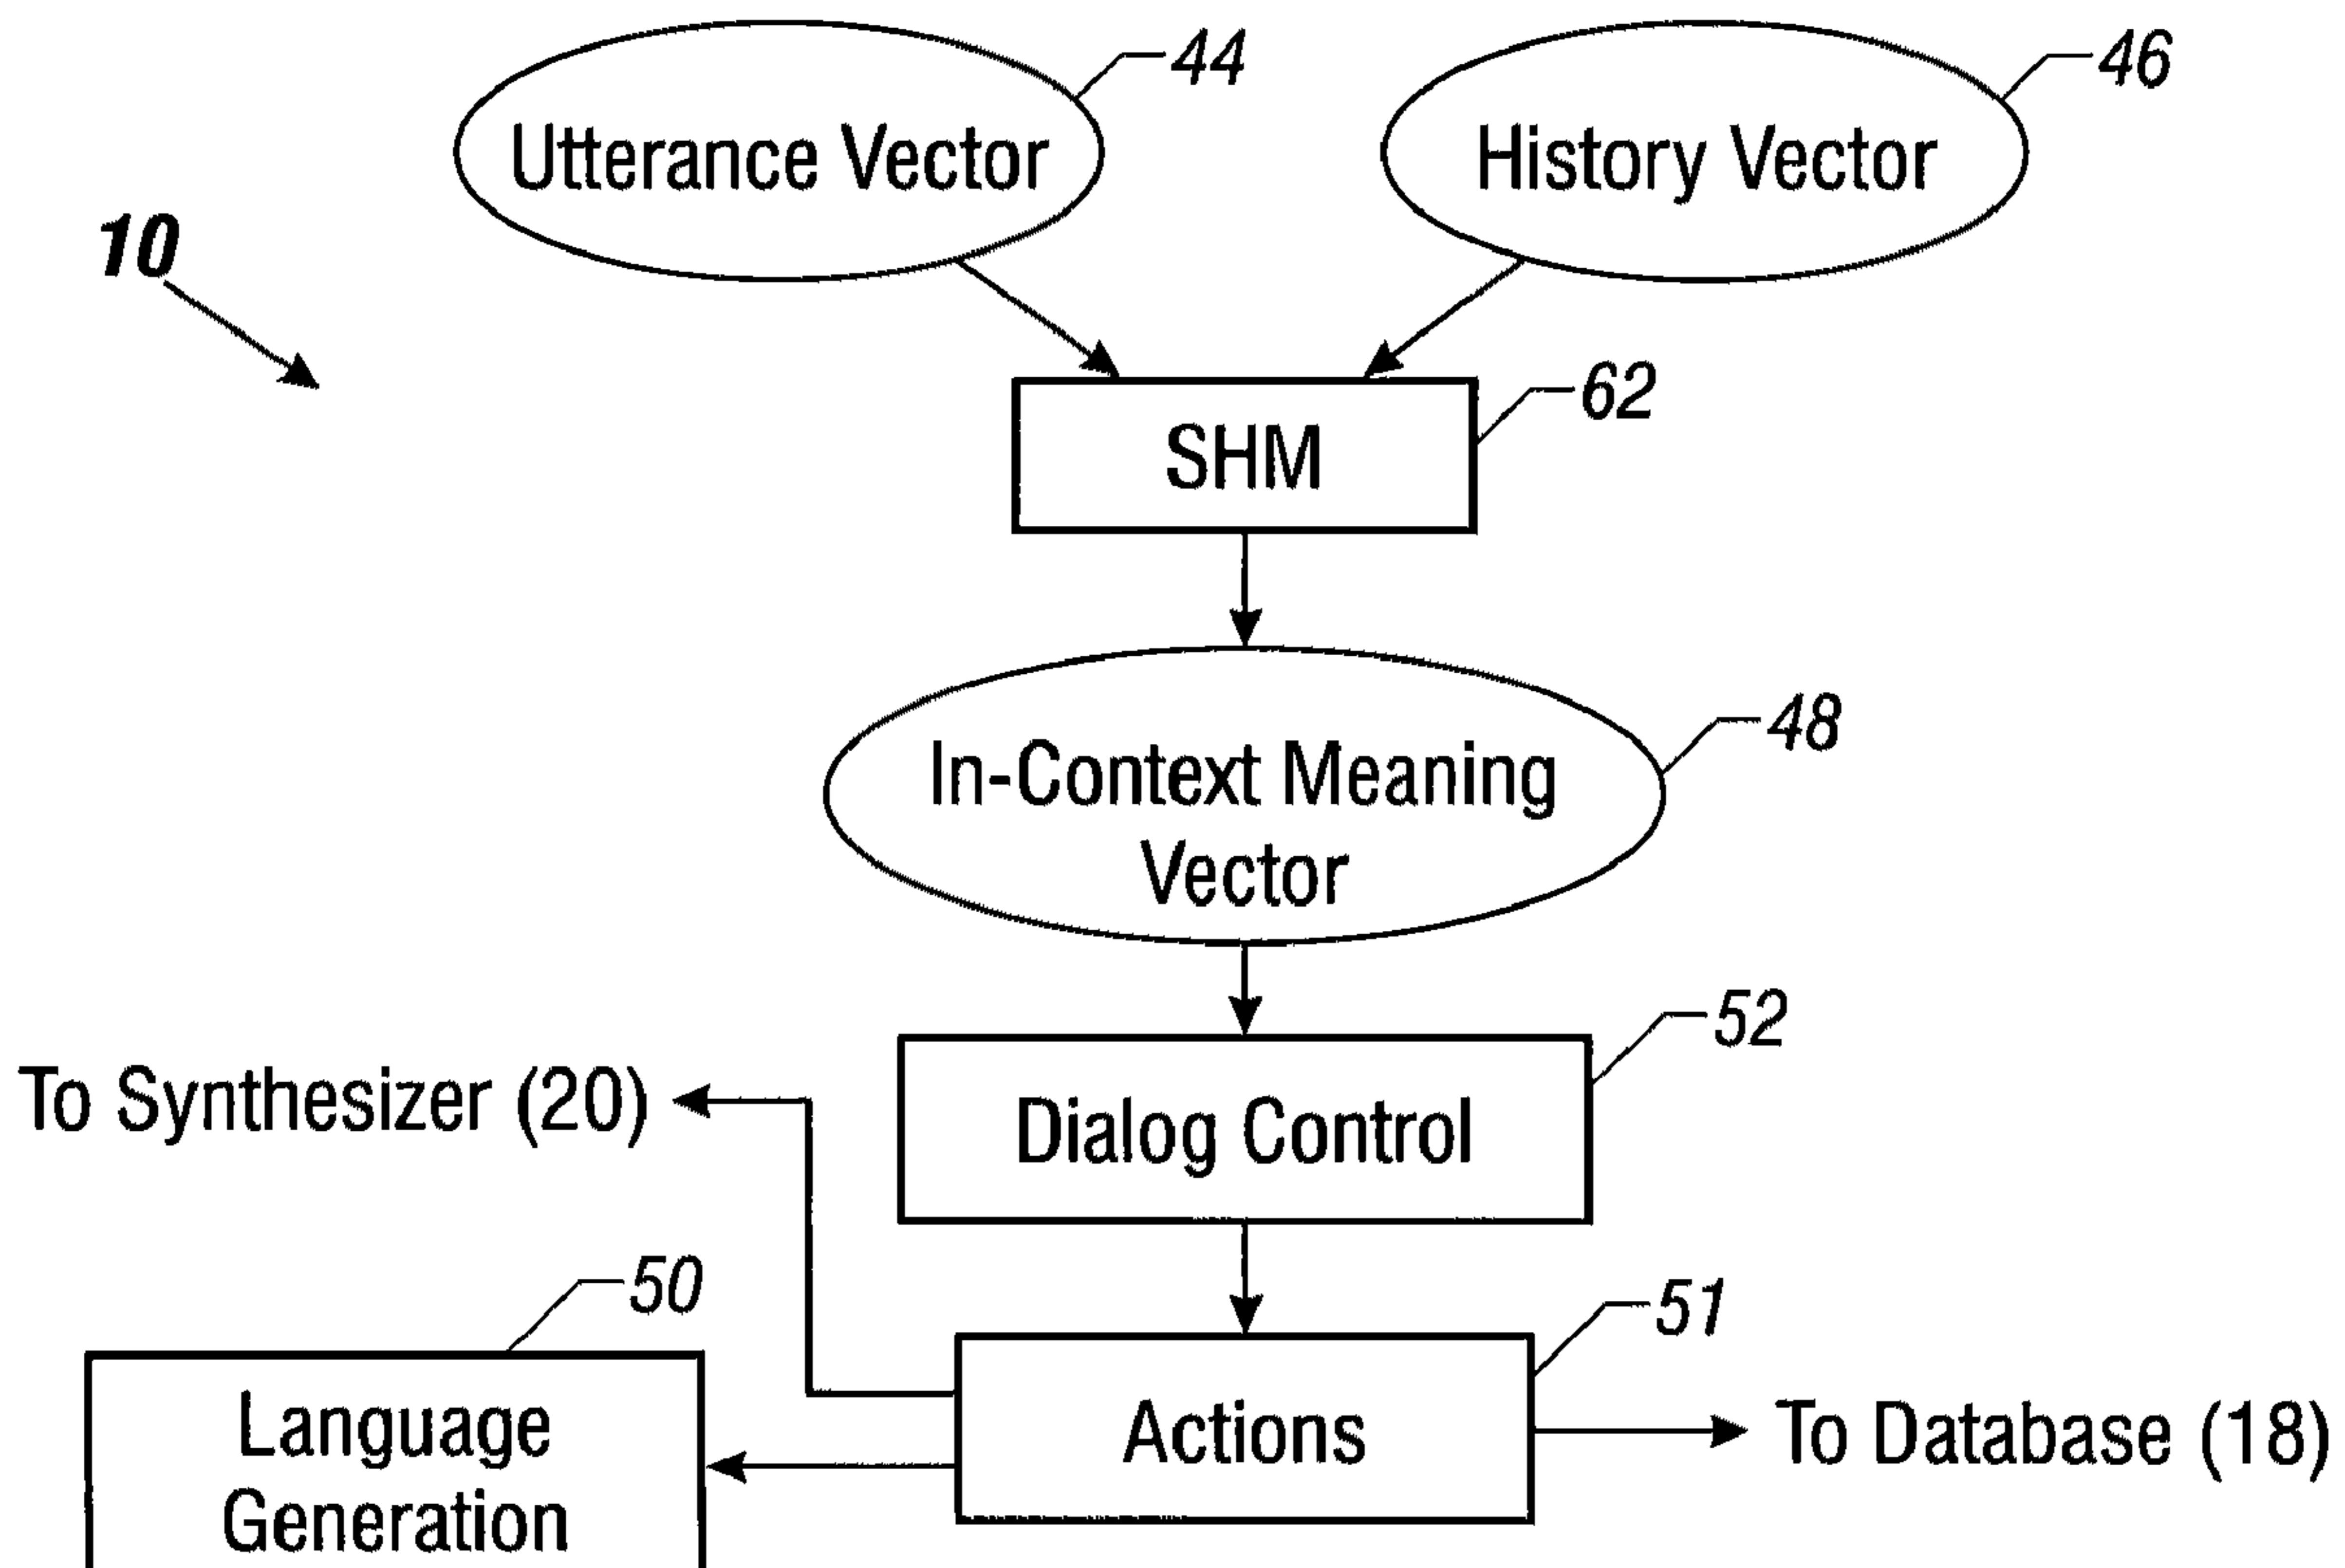 44
46
Utterance Vector
History Vector
10
62
SHM
48
In-Context Meaning
Vector
52
To Synthesizer (20)
Dialog Control
50
51
Language
Generation
Actions
To Database (18)